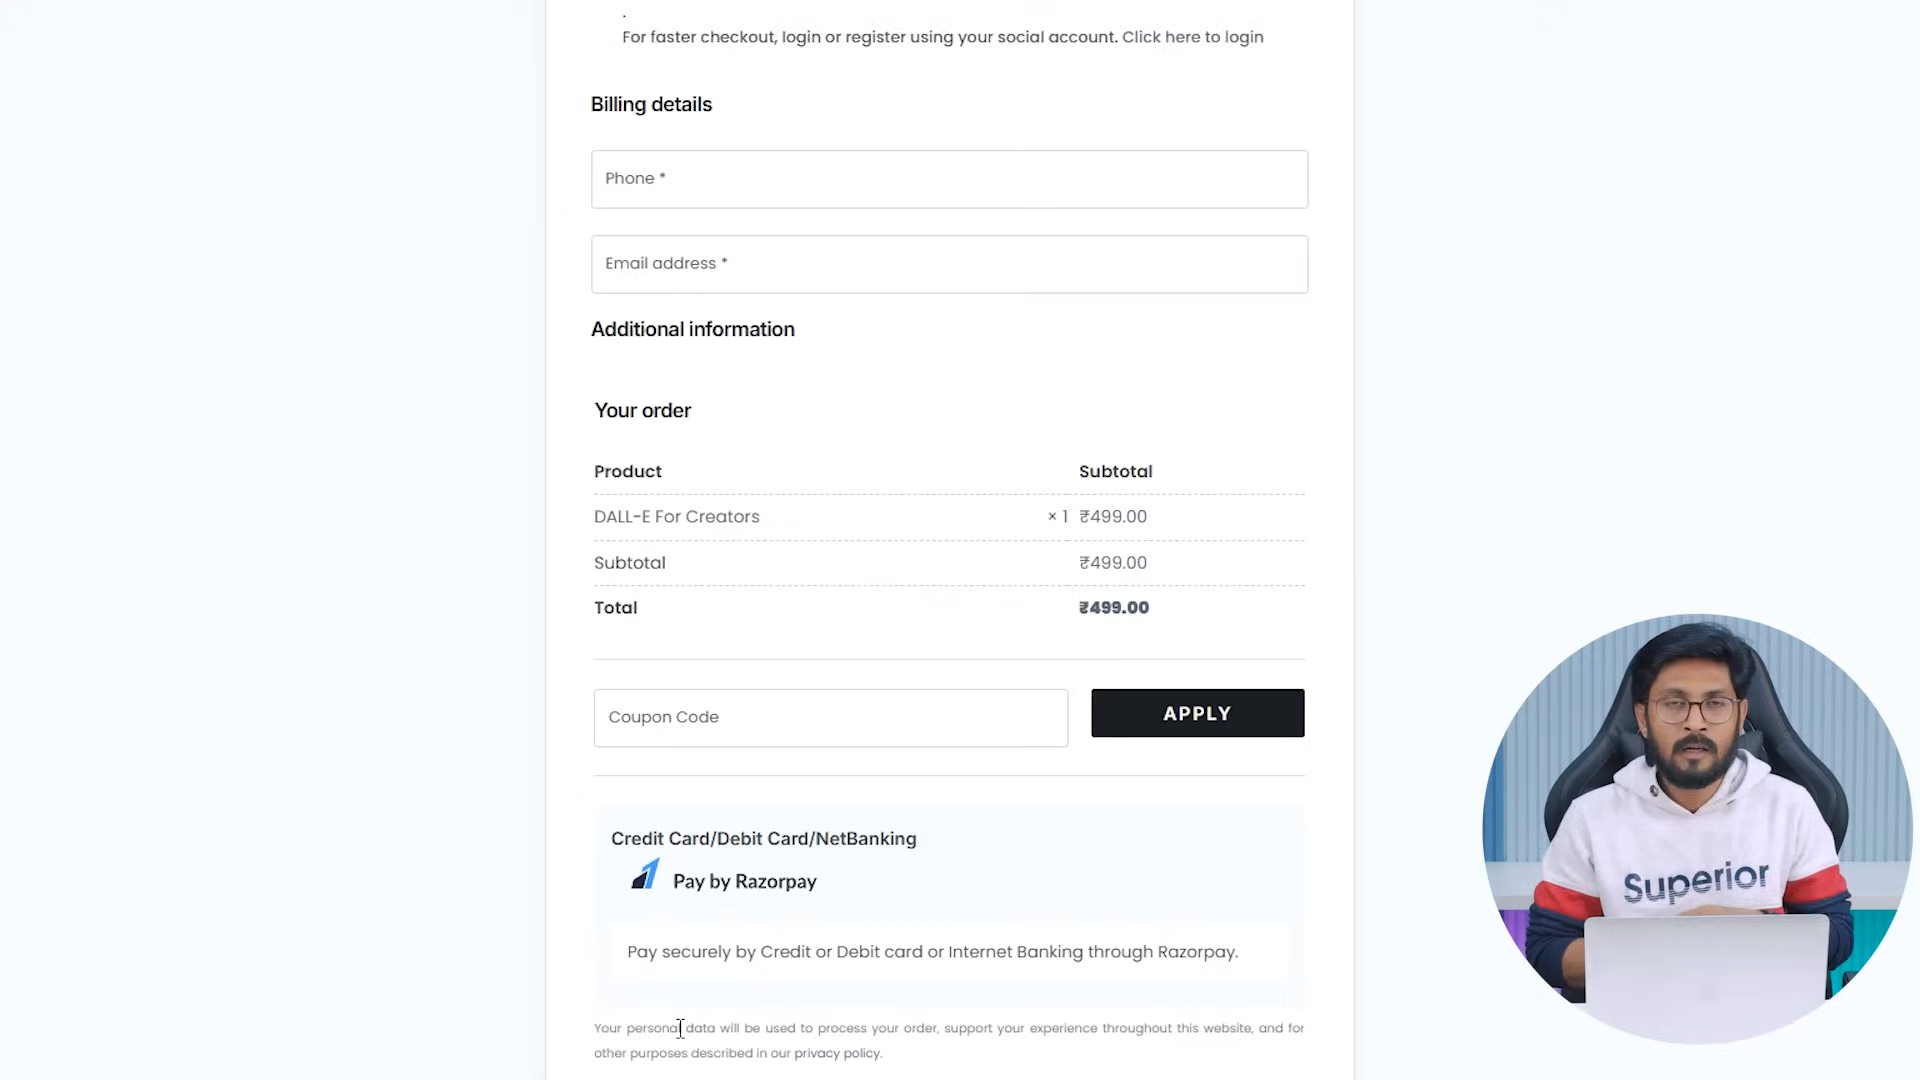 For faster checkout, login or register using your social account. Click here to login
Billing details
Phone *
Email address *
Additional information
Your order
Product Subtotal
DALL-E For Creators × 1 ₹499.00
Subtotal ₹499.00
Total ₹499.00
Coupon Code APPLY
Credit Card/Debit Card/NetBanking
Pay by Razorpay
Pay securely by Credit or Debit card or Internet Banking through Razorpay.
Your personal data will be used to process your order, support your experience throughout this website, and for
other purposes described in our privacy policy.
Superior